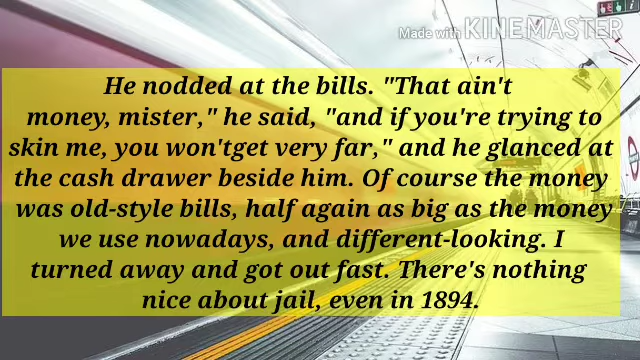 Made with KINEMASTER
He nodded at the bills. "That ain't
money, mister," he said, "and if you're trying to
skin me, you won'tget very far," and he glanced at
the cash drawer beside him. Of course the money
was old-style bills, half again as big as the money
we use nowadays, and different-looking. I
turned away and got out fast. There's nothing
nice about jail, even in 1894.